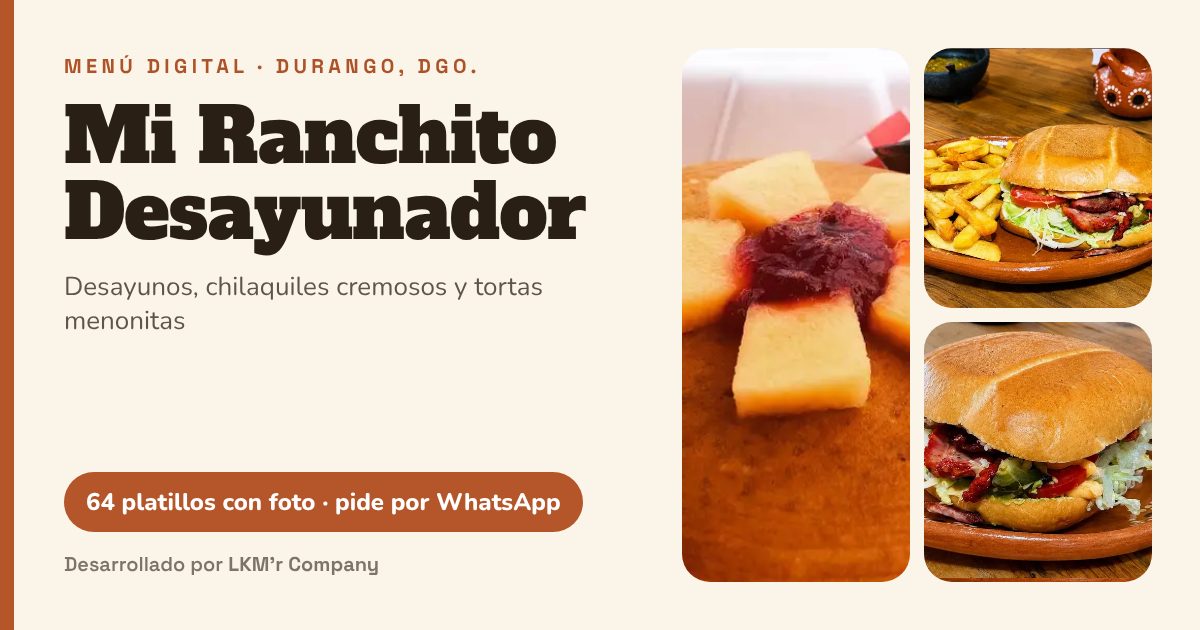 MENÚ DIGITAL · DURANGO, DGO.
Mi Ranchito
Desayunador
Desayunos, chilaquiles cremosos y tortas
menonitas
64 platillos con foto · pide por WhatsApp
Desarrollado por LKM’r Company